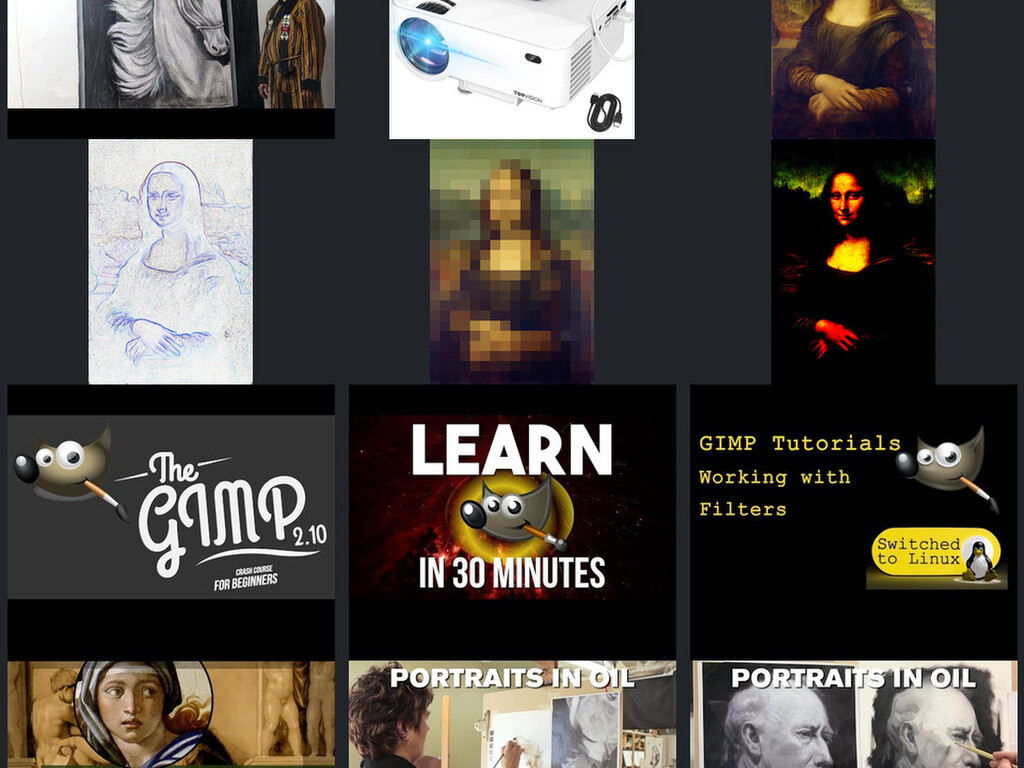 TOPVISION
The
GIMP
2.10
CRASH COURSE
FOR BEGINNERS
LEARN
IN 30 MINUTES
GIMP Tutorials
Working with
Filters
Switched
to Linux
PORTRAITS IN OIL
PORTRAITS IN OIL